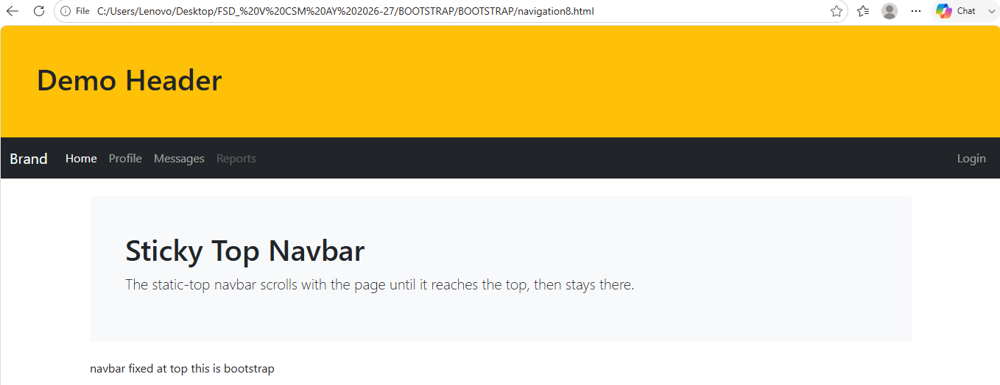 File C:/Users/Lenovo/Desktop/FSD_%20V%20CSM%20AY%202026-27/BOOTSTRAP/BOOTSTRAP/navigation8.html Chat
Demo Header
Brand Home Profile Messages Reports Login
Sticky Top Navbar
The static-top navbar scrolls with the page until it reaches the top, then stays there.
navbar fixed at top this is bootstrap